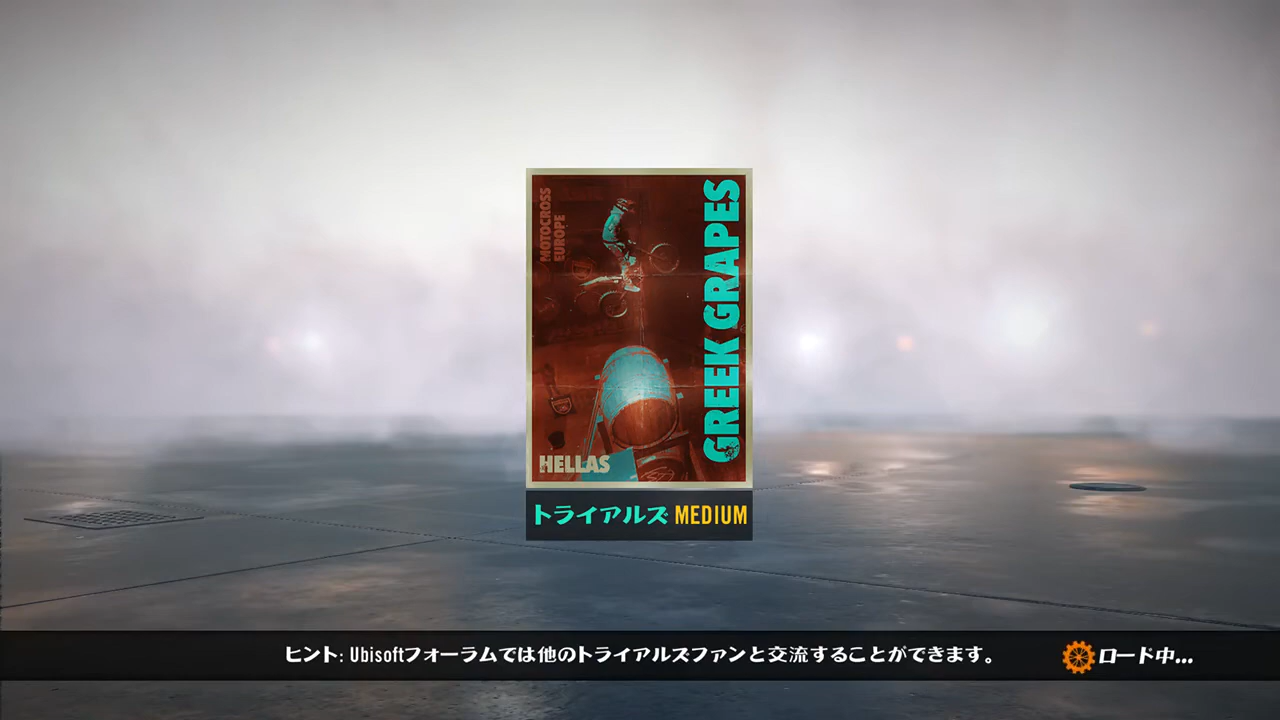 MOTOCROSS
EUROPE
GREEK GRAPES
HELLAS
トライアルズ MEDIUM
ヒント: Ubisoftフォーラムでは他のトライアルズファンと交流することができます。
ロード中...